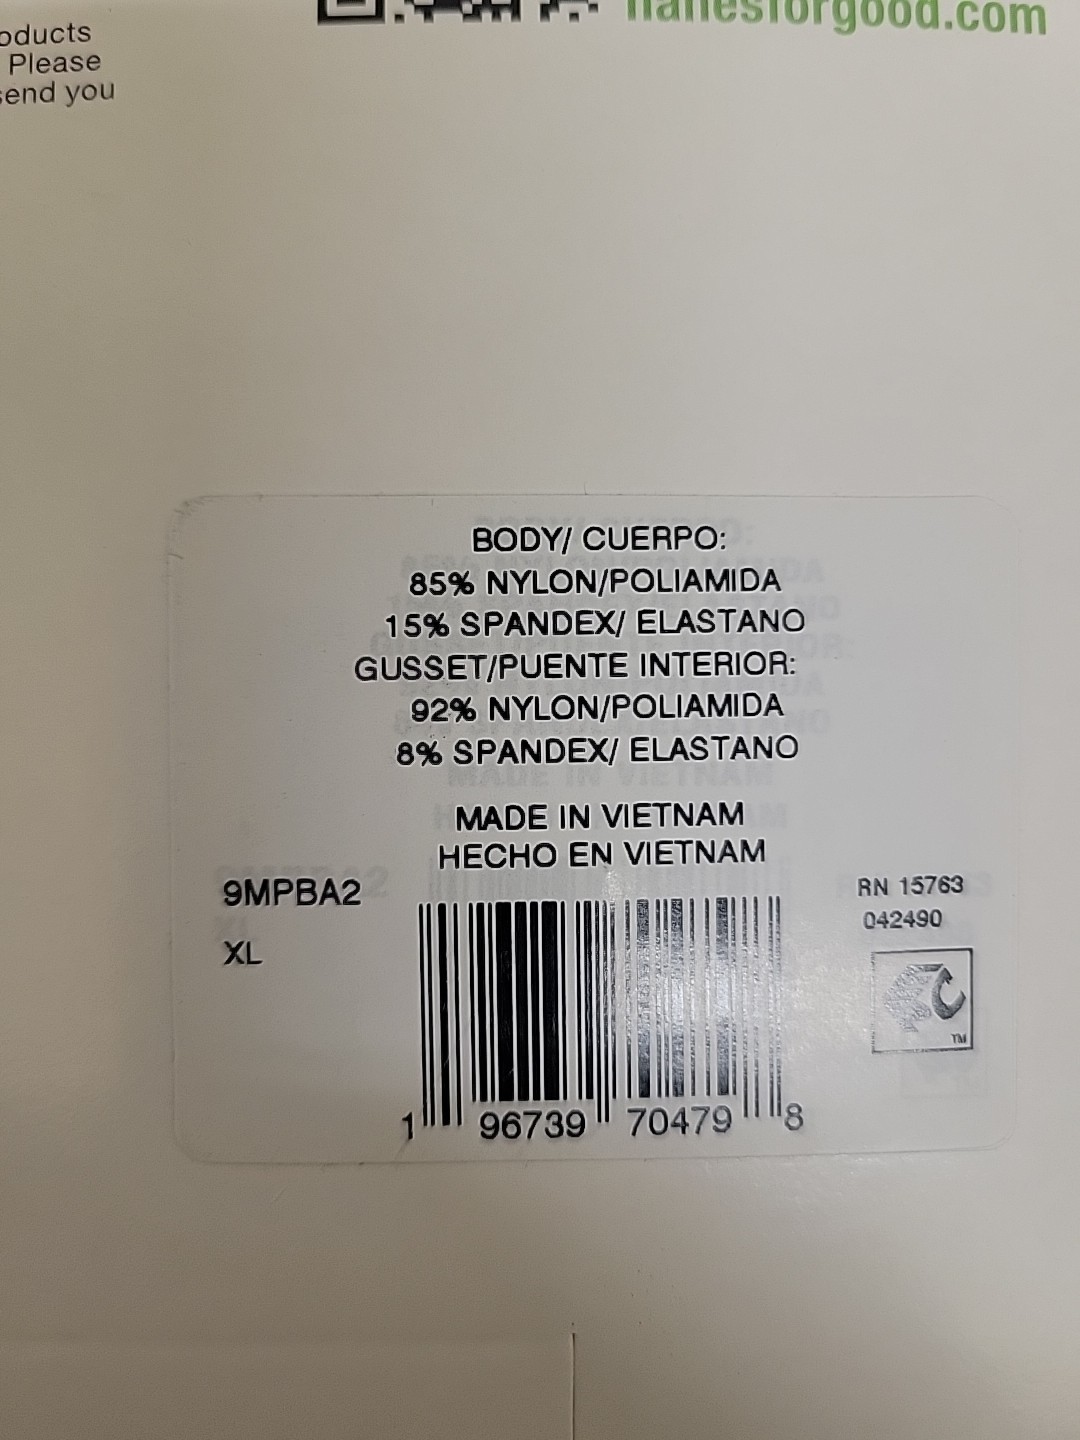 oducts
Please
send you
hanesforgood.com
BODY/ CUERPO:
85% NYLON/POLIAMIDA
15% SPANDEX/ ELASTANO
GUSSET/PUENTE INTERIOR:
92% NYLON/POLIAMIDA
8% SPANDEX/ ELASTANO
MADE IN VIETNAM
HECHO EN VIETNAM
9MPBA2
XL
RN 15763
042490
TM
1 96739 70479 8